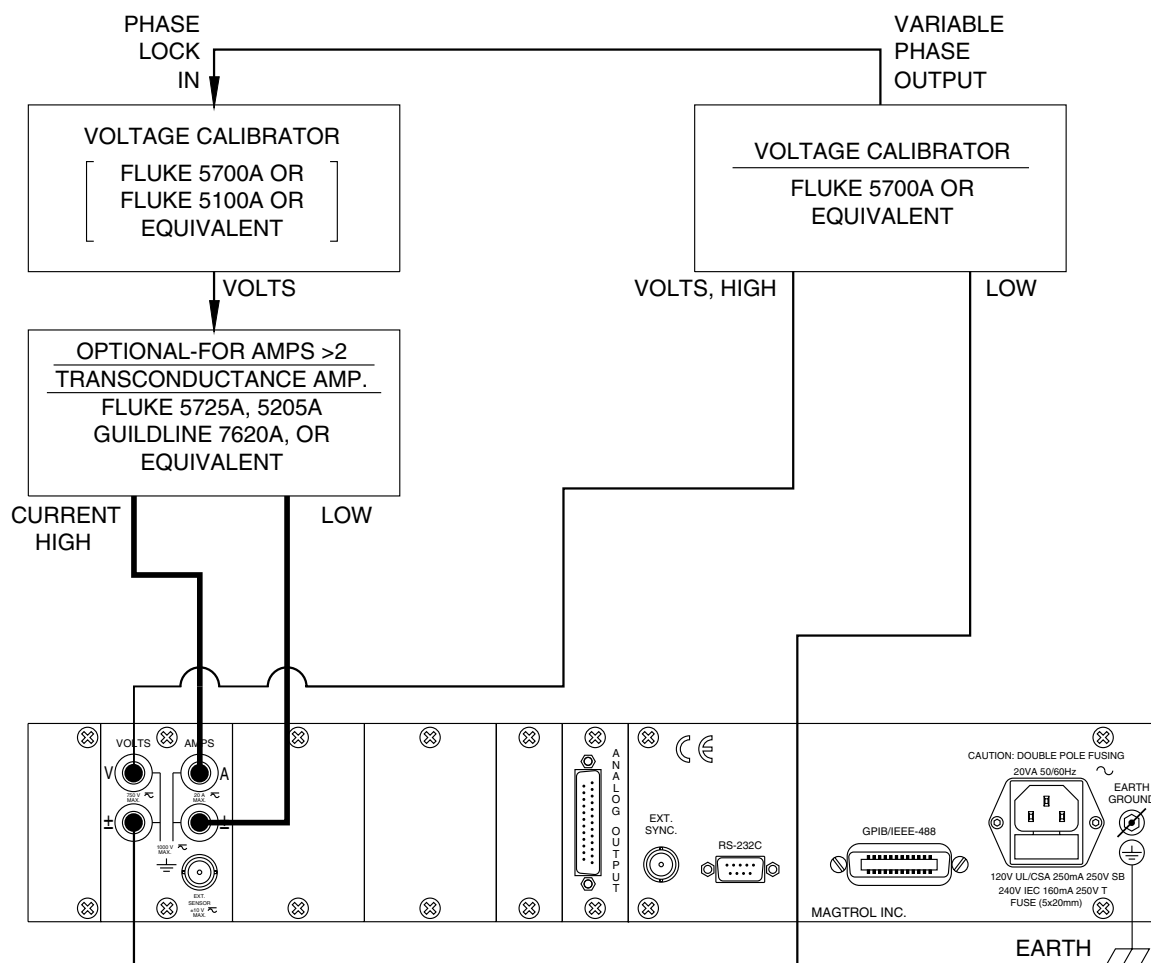 PHASE
LOCK
IN
VARIABLE
PHASE
OUTPUT
VOLTAGE CALIBRATOR
FLUKE 5700A OR
FLUKE 5100A OR
EQUIVALENT
VOLTAGE CALIBRATOR
FLUKE 5700A OR
EQUIVALENT
VOLTS
VOLTS, HIGH
LOW
OPTIONAL-FOR AMPS >2
TRANSCONDUCTANCE AMP.
FLUKE 5725A, 5205A
GUILDLINE 7620A, OR
EQUIVALENT
CURRENT
HIGH
LOW
VOLTS
AMPS
V
A
750 V
MAX.
20 A
MAX.
±
±
1000 V
MAX.
EXT.
SENSOR
±10 V
MAX.
ANALOG OUTPUT
CE
EXT.
SYNC.
RS-232C
GPIB/IEEE-488
CAUTION: DOUBLE POLE FUSING
20VA 50/60Hz
EARTH
GROUND
120V UL/CSA 250mA 250V SB
240V IEC 160mA 250V T
FUSE (5x20mm)
MAGTROL INC.
EARTH